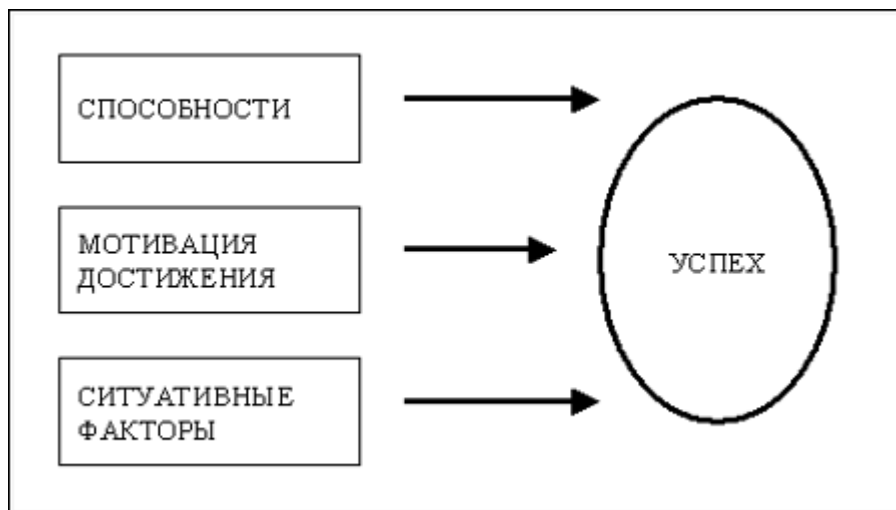 СПОСОБНОСТИ
МОТИВАЦИЯ
ДОСТИЖЕНИЯ
УСПЕХ
СИТУАТИВНЫЕ
ФАКТОРЫ